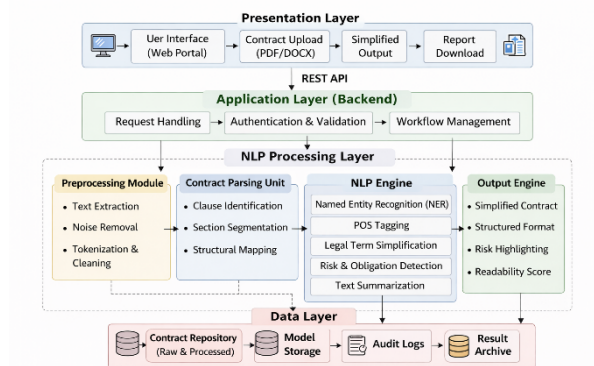 Presentation Layer
Uer Interface
(Web Portal)
Contract Upload
(PDF/DOCX)
Simplified
Output
Report
Download
REST API
Application Layer (Backend)
Request Handling
Authentication & Validation
Workflow Management
NLP Processing Layer
Preprocessing Module
• Text Extraction
• Noise Removal
• Tokenization &
Cleaning
Contract Parsing Unit
• Clause Identification
• Section Segmentation
• Structural Mapping
NLP Engine
Named Entity Recognition (NER)
POS Tagging
Legal Term Simplification
Risk & Obligation Detection
Text Summarization
Output Engine
• Simplified Contract
• Structured Format
• Risk Highlighting
• Readability Score
Data Layer
Contract Repository
(Raw & Processed)
Model
Storage
Audit Logs
Result
Archive